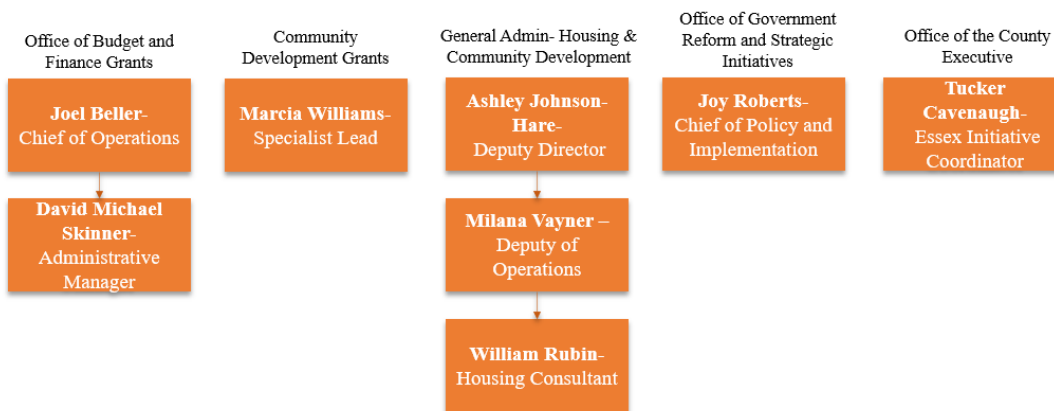 Office of Budget and
Finance Grants
Joel Beller-
Chief of Operations
David Michael
Skinner-
Administrative
Manager
Community
Development Grants
Marcia Williams-
Specialist Lead
General Admin- Housing &
Community Development
Ashley Johnson-
Hare-
Deputy Director
Milana Vayner –
Deputy of
Operations
William Rubin-
Housing Consultant
Office of Government
Reform and Strategic
Initiatives
Joy Roberts-
Chief of Policy and
Implementation
Office of the County
Executive
Tucker
Cavenaugh-
Essex Initiative
Coordinator